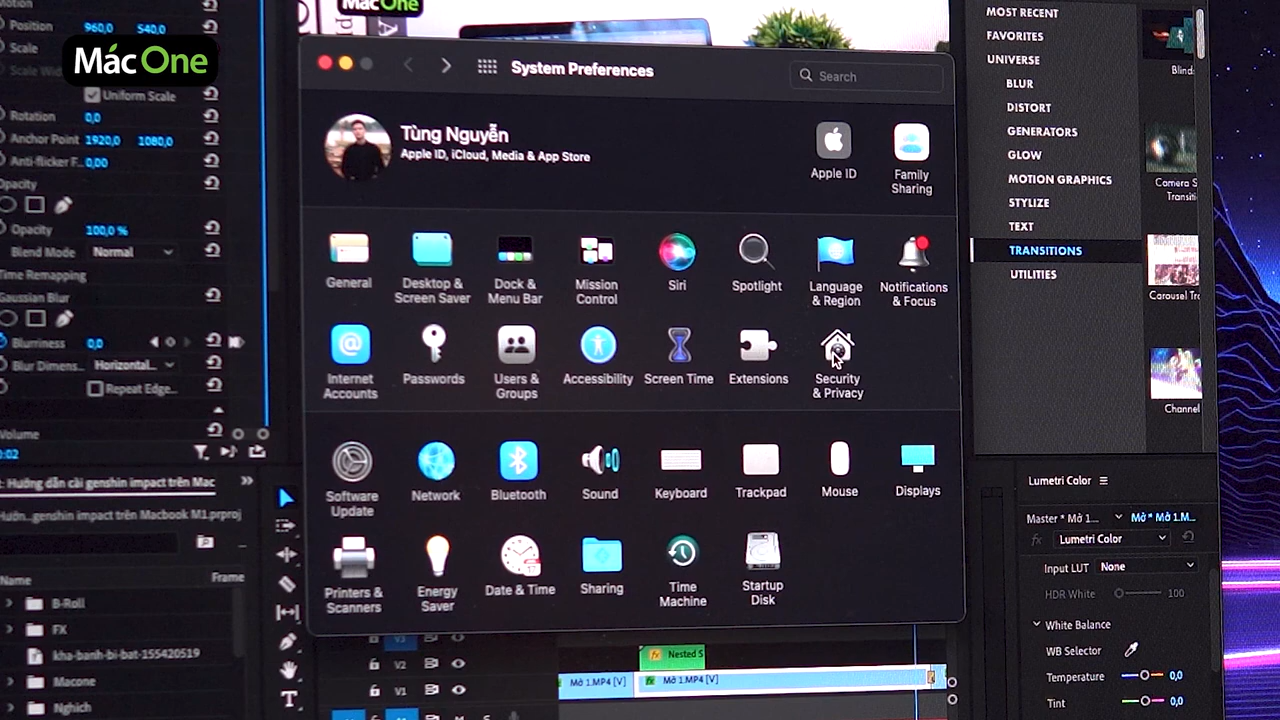 MacOne
MácOne
Motion
Position 960,0 540,0
Scale
Uniform Scale
Rotation 0,0
Anchor Point 1920,0 1080,0
Anti-flicker F... 0,00
Opacity
Opacity 100,0 %
Blend Mode Normal
Time Remapping
Gaussian Blur
Blurriness 0,0
Blur Dimens... Horizontal...
Repeat Edge...
Volume
0:02
System Preferences
Search
Tùng Nguyễn
Apple ID, iCloud, Media & App Store
Apple ID
Family
Sharing
General
Desktop &
Screen Saver
Dock &
Menu Bar
Mission
Control
Siri
Spotlight
Language
& Region
Notifications
& Focus
Internet
Accounts
Passwords
Users &
Groups
Accessibility
Screen Time
Extensions
Security
& Privacy
Software
Update
Network
Bluetooth
Sound
Keyboard
Trackpad
Mouse
Displays
Printers &
Scanners
Energy
Saver
Date & Time
Sharing
Time
Machine
Startup
Disk
MOST RECENT
FAVORITES
UNIVERSE
BLUR
DISTORT
GENERATORS
GLOW
MOTION GRAPHICS
STYLIZE
TEXT
TRANSITIONS
UTILITIES
Blind
Camera S
Transiti
Carousel Tra
Channel
: Hướng dẫn cài genshin impact trên Mac
Hướn...genshin impact trên Macbook M1.prproj
Name Frame
B-Roll
FX
kha-banh-bi-bat-155420519
Macone
Nghich
V3
V2
V1
Nested S
Mở 1.MP4 [V]
Mở 1.MP4 [V]
Lumetri Color
Master * Mở 1... Mở * Mở 1.M...
Lumetri Color
Input LUT None
HDR White 100
White Balance
WB Selector
Temperature 0,0
Tint 0,0